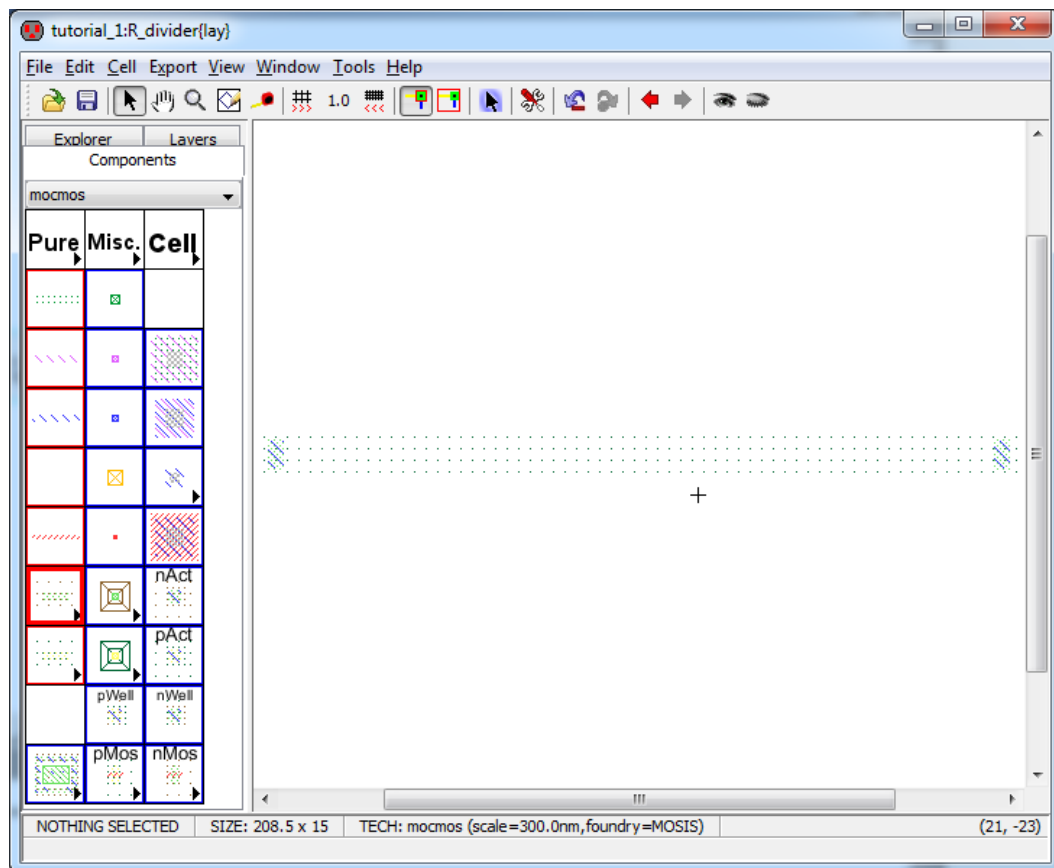 tutorial_1:R_divider{lay}
File Edit Cell Export View Window Tools Help
1.0
Explorer Layers
Components
mocmos
Pure Misc. Cell
nAct
pAct
pWell nWell
pMos nMos
NOTHING SELECTED SIZE: 208.5 x 15 TECH: mocmos (scale=300.0nm,foundry=MOSIS) (21, -23)